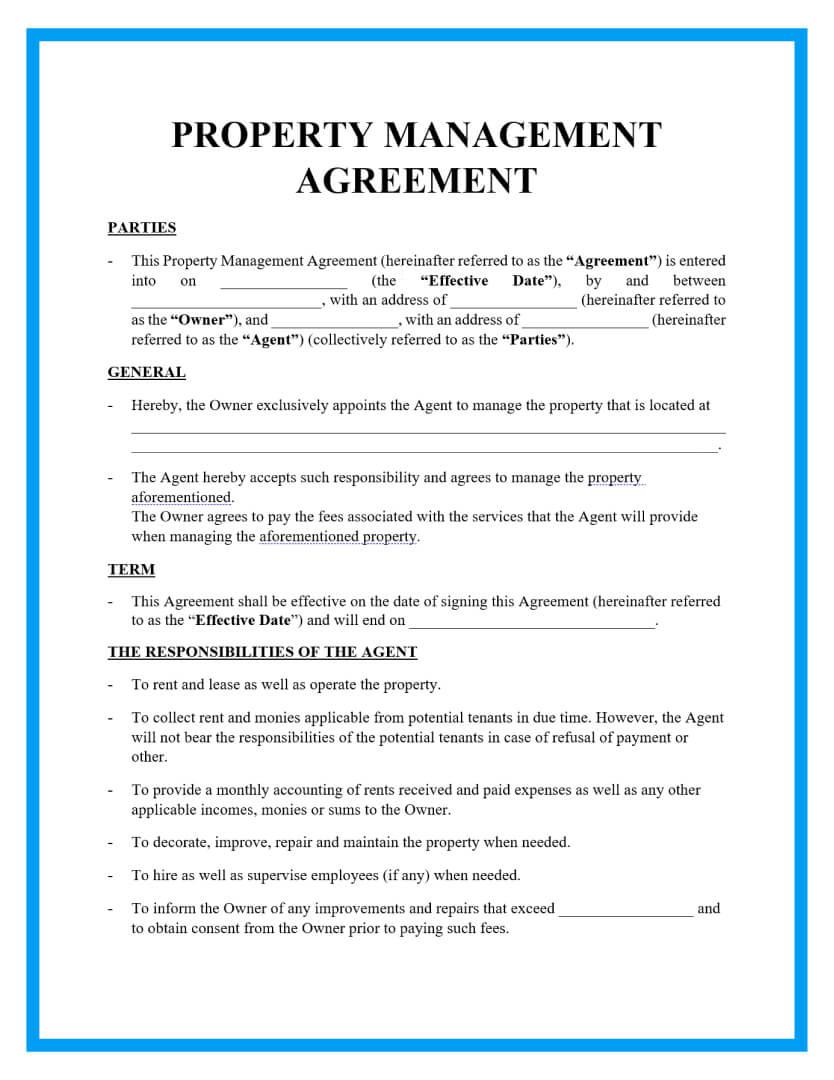 PROPERTY MANAGEMENT
AGREEMENT
PARTIES
- This Property Management Agreement (hereinafter referred to as the “Agreement”) is entered
into on ________________ (the “Effective Date”), by and between
________________________, with an address of ________________ (hereinafter referred to
as the “Owner”), and ________________, with an address of ________________ (hereinafter
referred to as the “Agent”) (collectively referred to as the “Parties”).
GENERAL
- Hereby, the Owner exclusively appoints the Agent to manage the property that is located at
___________________________________________________________________________
__________________________________________________________________________.
- The Agent hereby accepts such responsibility and agrees to manage the property
aforementioned.
The Owner agrees to pay the fees associated with the services that the Agent will provide
when managing the aforementioned property.
TERM
- This Agreement shall be effective on the date of signing this Agreement (hereinafter referred
to as the “Effective Date”) and will end on _______________________________.
THE RESPONSIBILITIES OF THE AGENT
- To rent and lease as well as operate the property.
- To collect rent and monies applicable from potential tenants in due time. However, the Agent
will not bear the responsibilities of the potential tenants in case of refusal of payment or
other.
- To provide a monthly accounting of rents received and paid expenses as well as any other
applicable incomes, monies or sums to the Owner.
- To decorate, improve, repair and maintain the property when needed.
- To hire as well as supervise employees (if any) when needed.
- To inform the Owner of any improvements and repairs that exceed _________________ and
to obtain consent from the Owner prior to paying such fees.